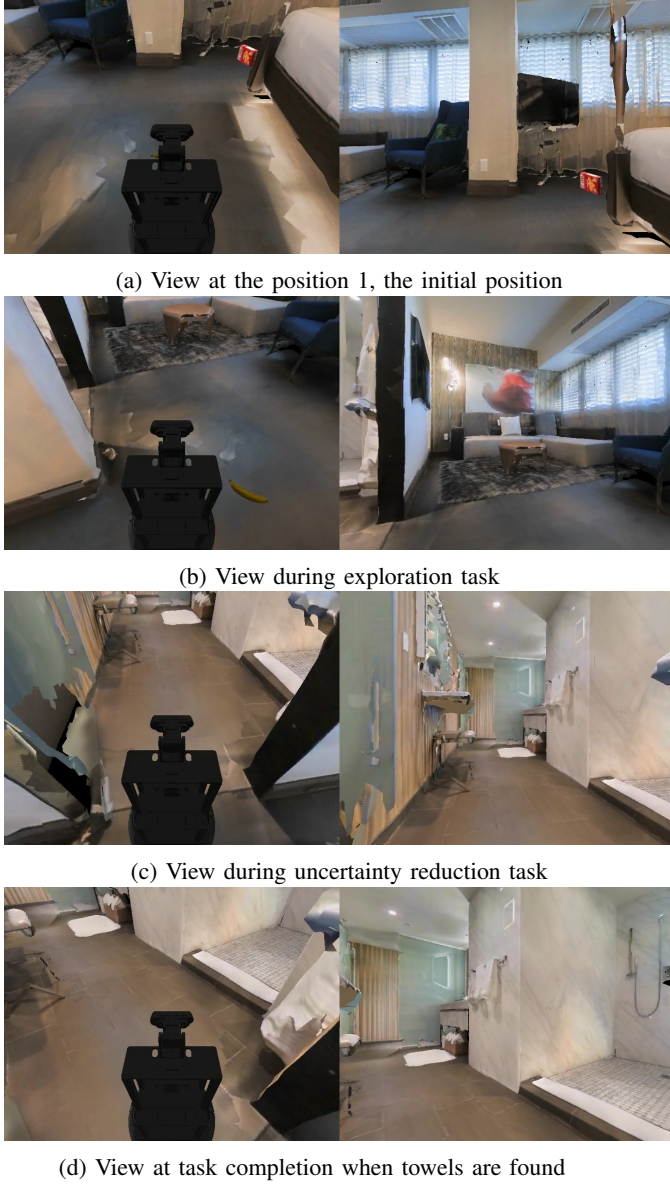 (a) View at the position 1, the initial position
(b) View during exploration task
(c) View during uncertainty reduction task
(d) View at task completion when towels are found